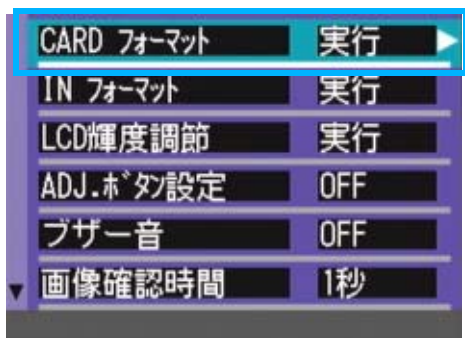 CARD フォーマット 実行
IN フォーマット 実行
LCD輝度調節 実行
ADJ.ボタン設定 OFF
ブザー音 OFF
画像確認時間 1秒